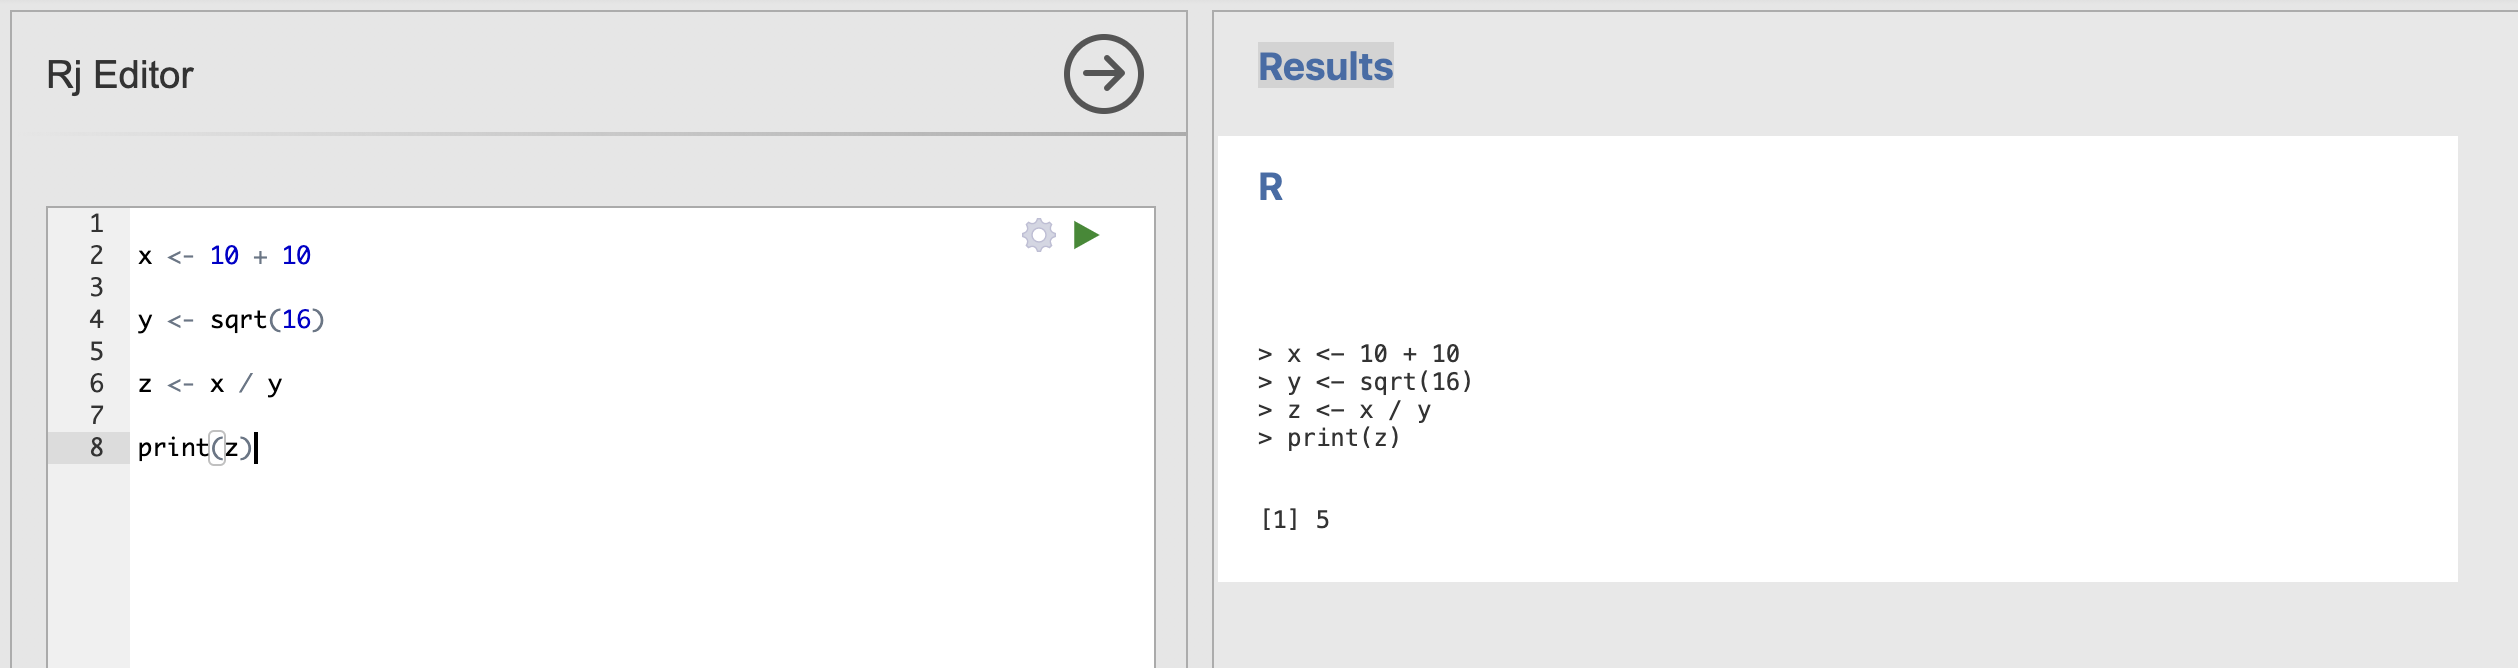 Rj Editor
1
2 x <- 10 + 10
3
4 y <- sqrt(16)
5
6 z <- x / y
7
8 print(z)
Results
R
> x <- 10 + 10
> y <- sqrt(16)
> z <- x / y
> print(z)
[1] 5